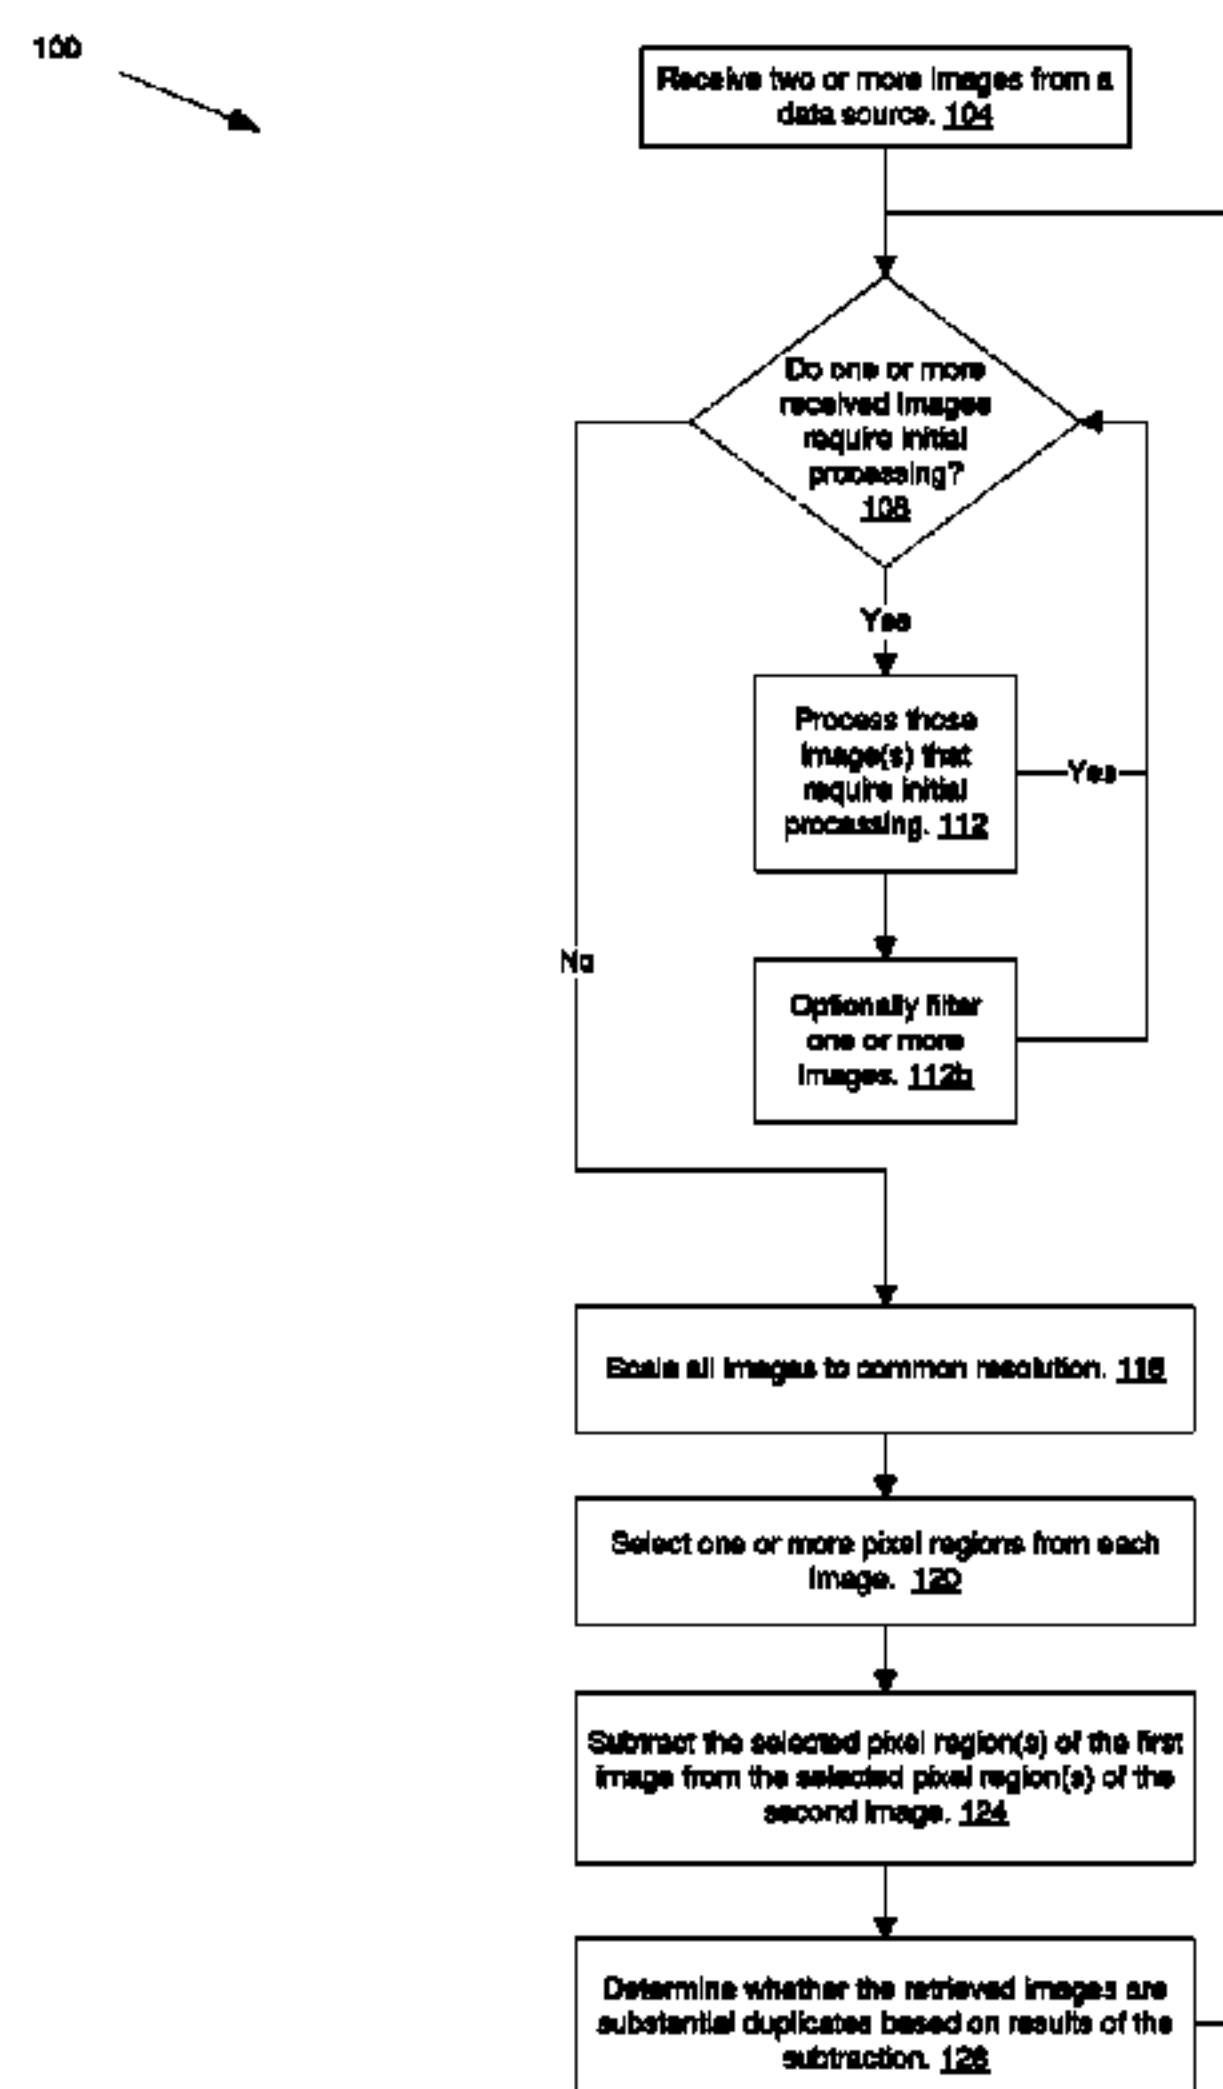 100
Receive two or more images from a
data source. 104
Do one or more
received images
require initial
processing?
108
Yes
Process those
image(s) that
require initial
processing. 112
Yes
No
Optionally filter
one or more
images. 112b
Scale all images to common resolution. 116
Select one or more pixel regions from each
image. 120
Subtract the selected pixel region(s) of the first
image from the selected pixel region(s) of the
second image. 124
Determine whether the retrieved images are
substantial duplicates based on results of the
subtraction. 128